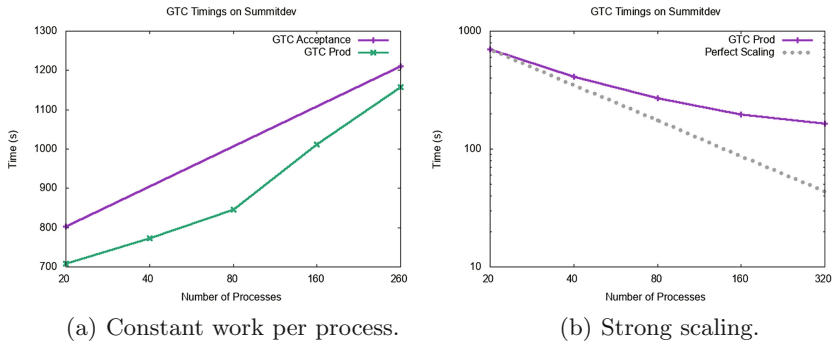 GTC Timings on Summitdev
1300
1200
1100
1000
900
800
700
Time (s)
GTC Acceptance
GTC Prod
20 40 80 160 260
Number of Processes
(a) Constant work per process.
GTC Timings on Summitdev
1000
100
10
Time (s)
GTC Prod
Perfect Scaling
20 40 80 160 320
Number of Processes
(b) Strong scaling.